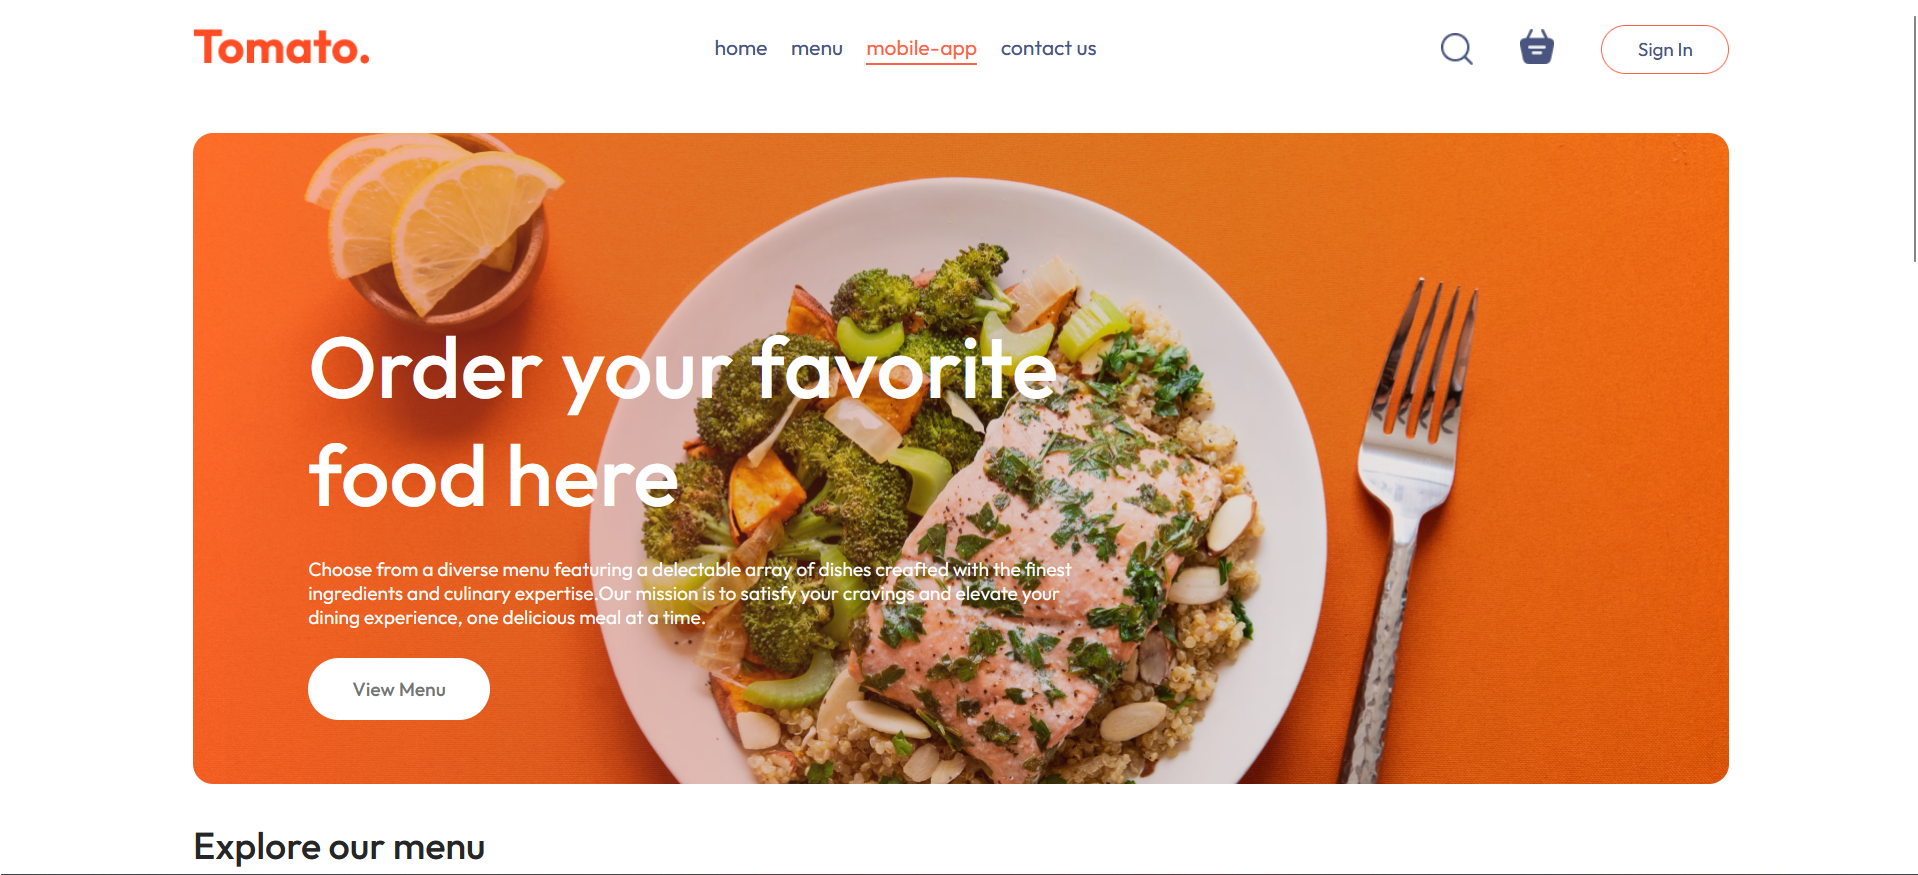 Tomato.
home menu mobile-app contact us
Sign In
Order your favorite
food here
Choose from a diverse menu featuring a delectable array of dishes creafted with the finest
ingredients and culinary expertise.Our mission is to satisfy your cravings and elevate your
dining experience, one delicious meal at a time.
View Menu
Explore our menu